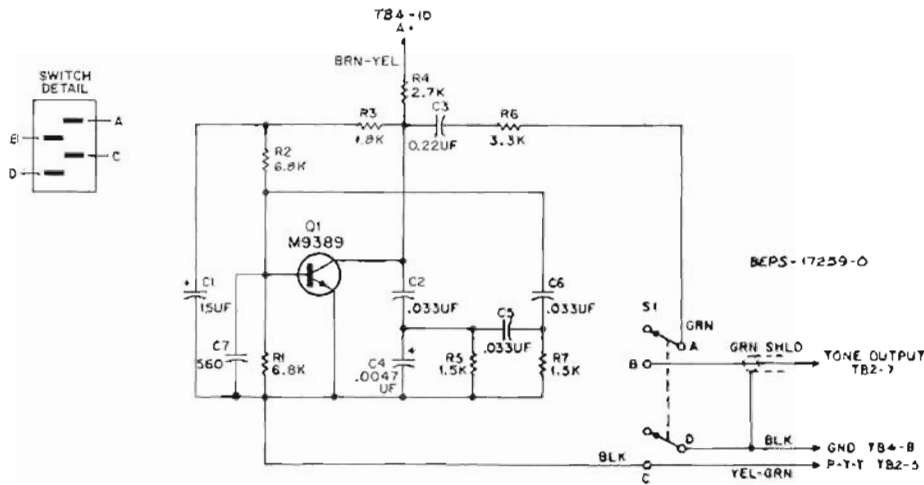 TB4-10
A+
BRN-YEL
SWITCH
DETAIL
A
B
C
D
R4
2.7K
R3
1.8K
C3
0.22UF
R6
3.3K
R2
6.8K
Q1
M9389
BEPS-17259-0
+
C1
15UF
C2
.033UF
C6
.033UF
C5
.033UF
S1
GRN
A
GRN SHLD
B
TONE OUTPUT
TB2-7
C7
560
R1
6.8K
C4
.0047
UF
+
R5
1.5K
R7
1.5K
D
BLK
GND TB4-8
BLK
C
YEL-GRN
P-T-T TB2-5